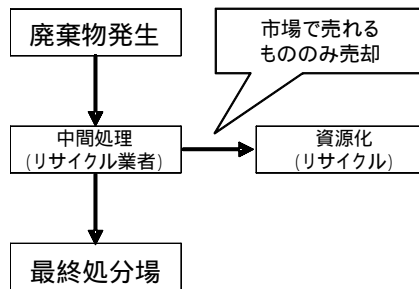 廃棄物発生
市場で売れる
もののみ売却
中間処理
(リサイクル業者)
資源化
(リサイクル)
最終処分場